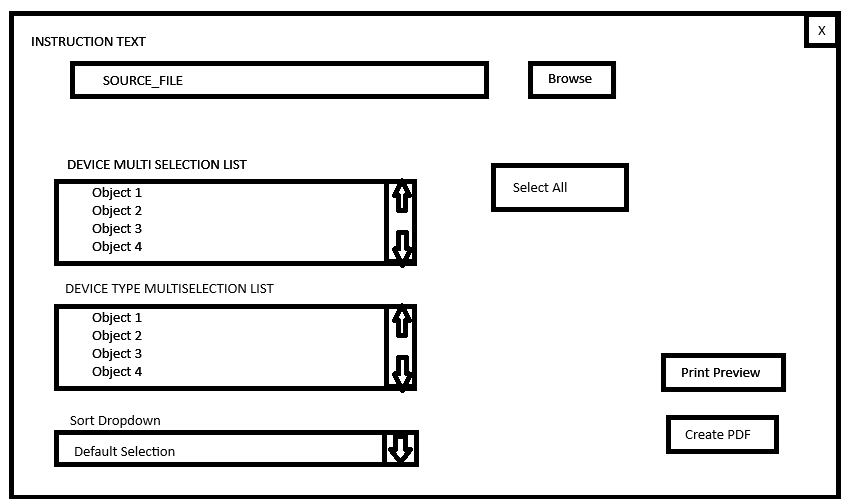 X
INSTRUCTION TEXT
SOURCE_FILE
Browse
DEVICE MULTI SELECTION LIST
Object 1
Object 2
Object 3
Object 4
Select All
DEVICE TYPE MULTISELECTION LIST
Object 1
Object 2
Object 3
Object 4
Print Preview
Sort Dropdown
Default Selection
Create PDF